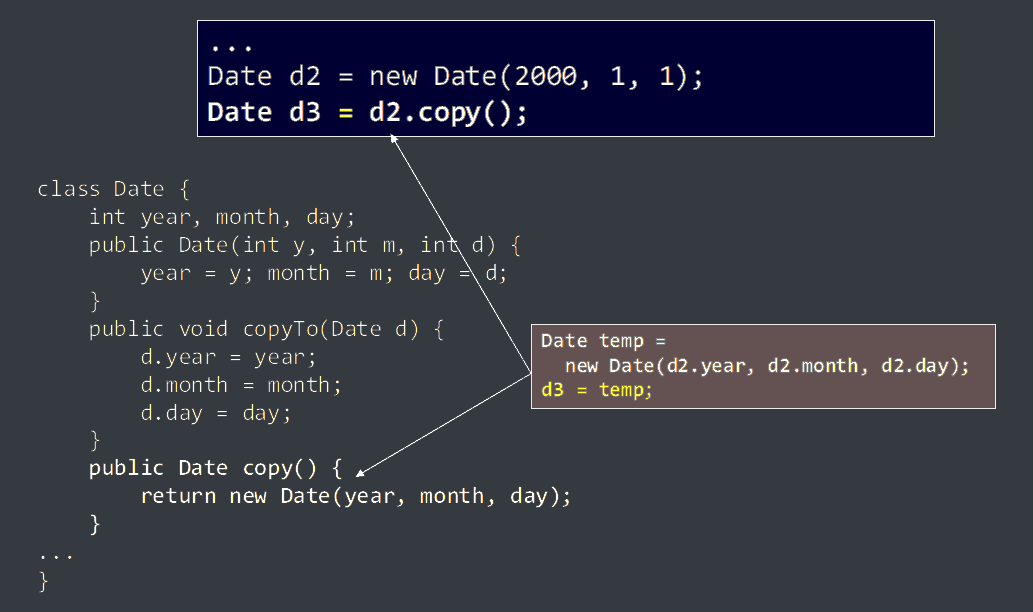 ...
Date d2 = new Date(2000, 1, 1);
Date d3 = d2.copy();
class Date {
int year, month, day;
public Date(int y, int m, int d) {
year = y; month = m; day = d;
}
public void copyTo(Date d) {
d.year = year;
d.month = month;
d.day = day;
}
public Date copy() {
return new Date(year, month, day);
}
...
}
Date temp =
new Date(d2.year, d2.month, d2.day);
d3 = temp;